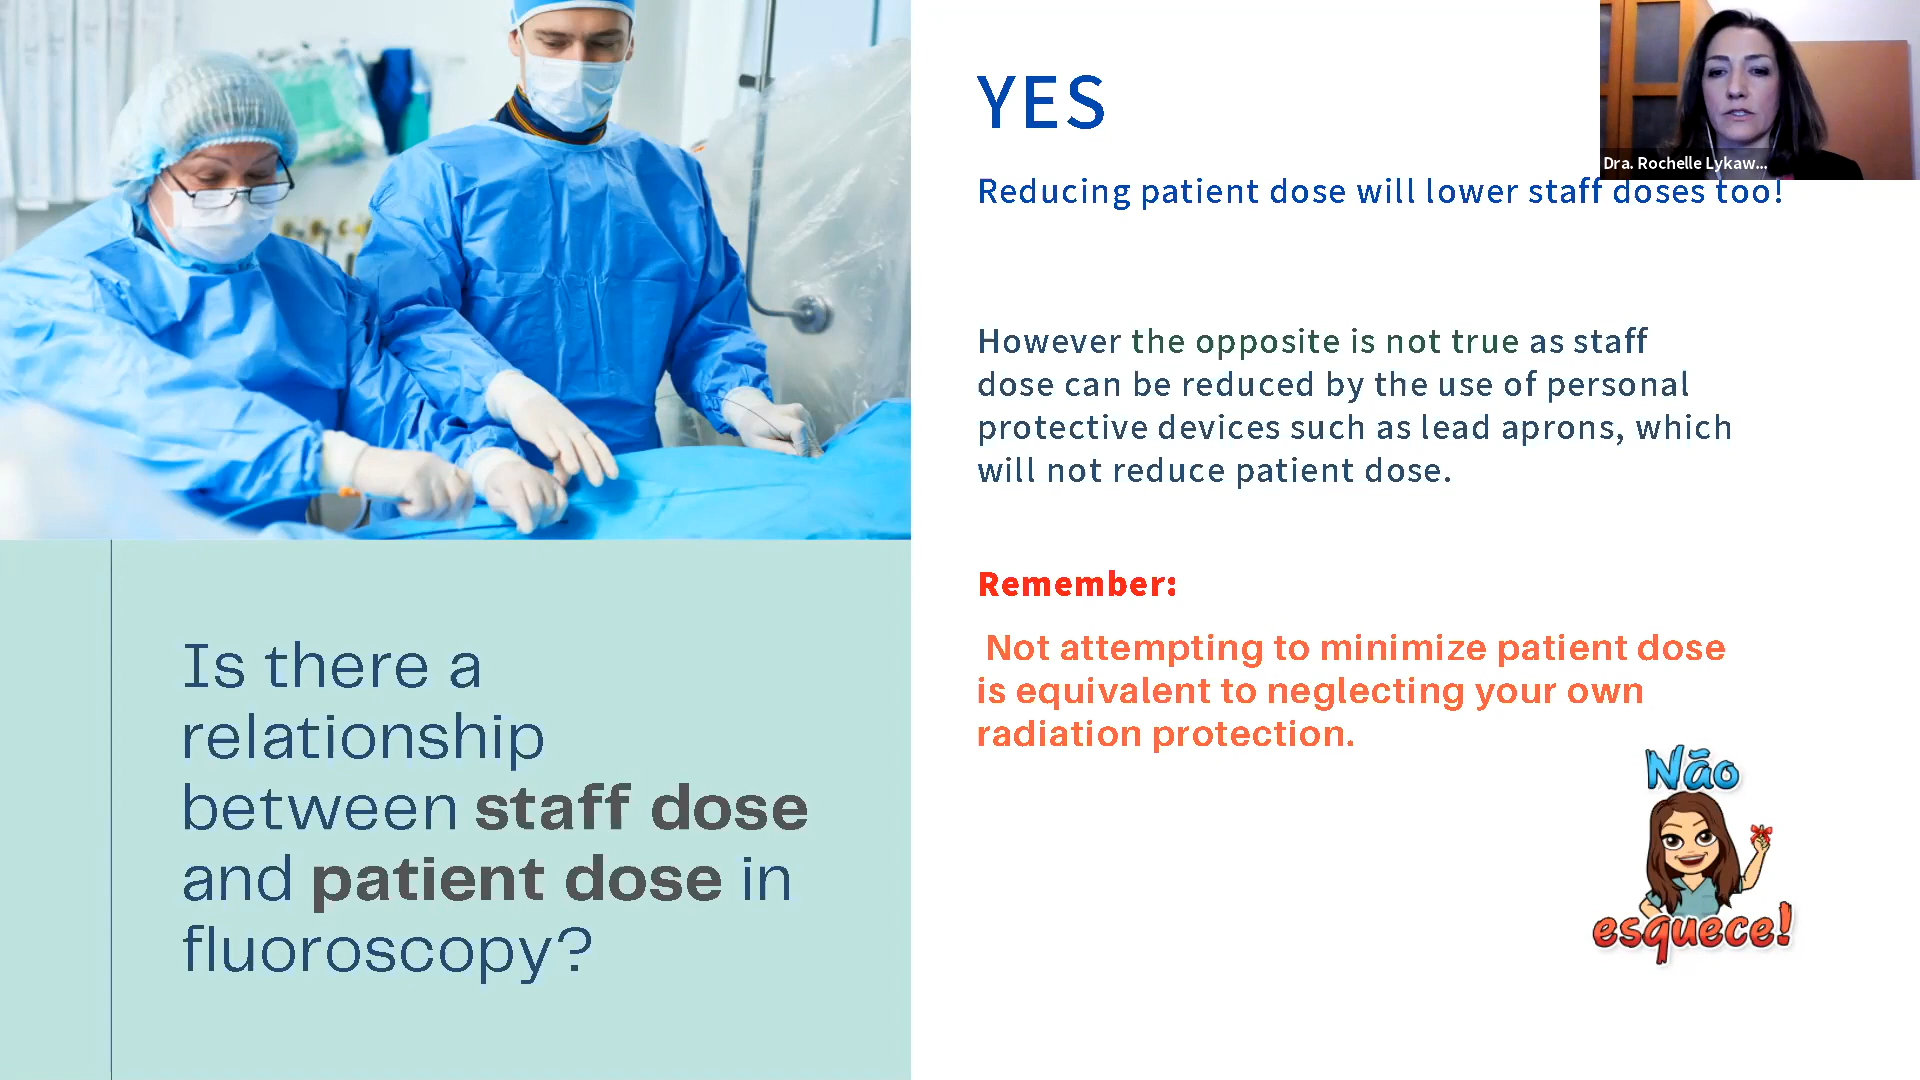 Is there a
relationship
between staff dose
and patient dose in
fluoroscopy?
YES
Reducing patient dose will lower staff doses too!
However the opposite is not true as staff
dose can be reduced by the use of personal
protective devices such as lead aprons, which
will not reduce patient dose.
Remember:
Not attempting to minimize patient dose
is equivalent to neglecting your own
radiation protection.
Não
esquece!
Dra. Rochelle Lykaw...